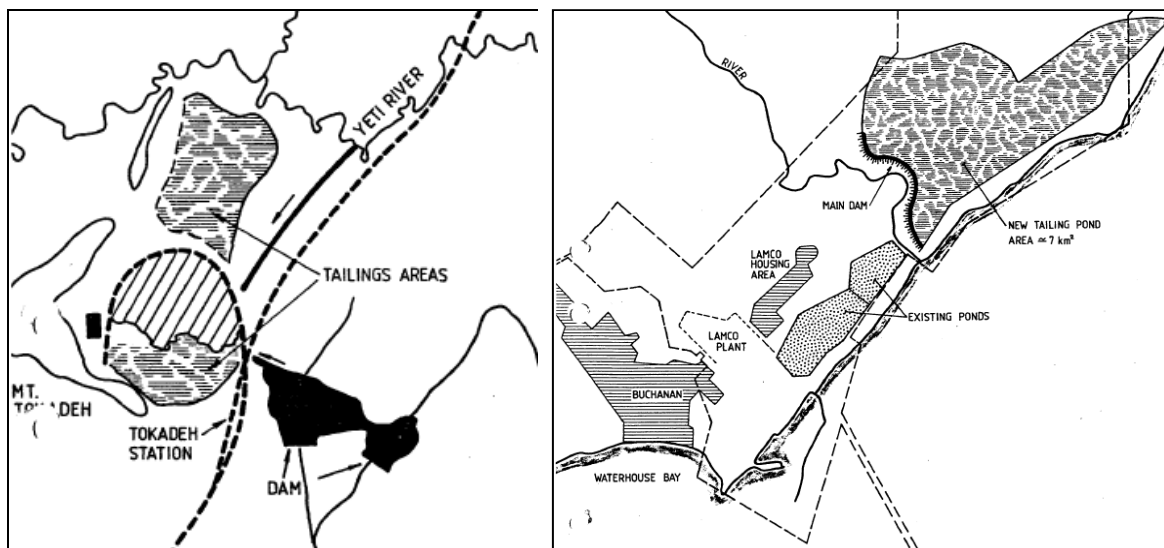 YETI RIVER
TAILINGS AREAS
MT.
TOKADEH
STATION
DAM
RIVER
MAIN DAM
NEW TAILING POND
AREA ∝ 7 km²
LAMCO
HOUSING
AREA
EXISTING PONDS
LAMCO
PLANT
BUCHANAN
WATERHOUSE BAY